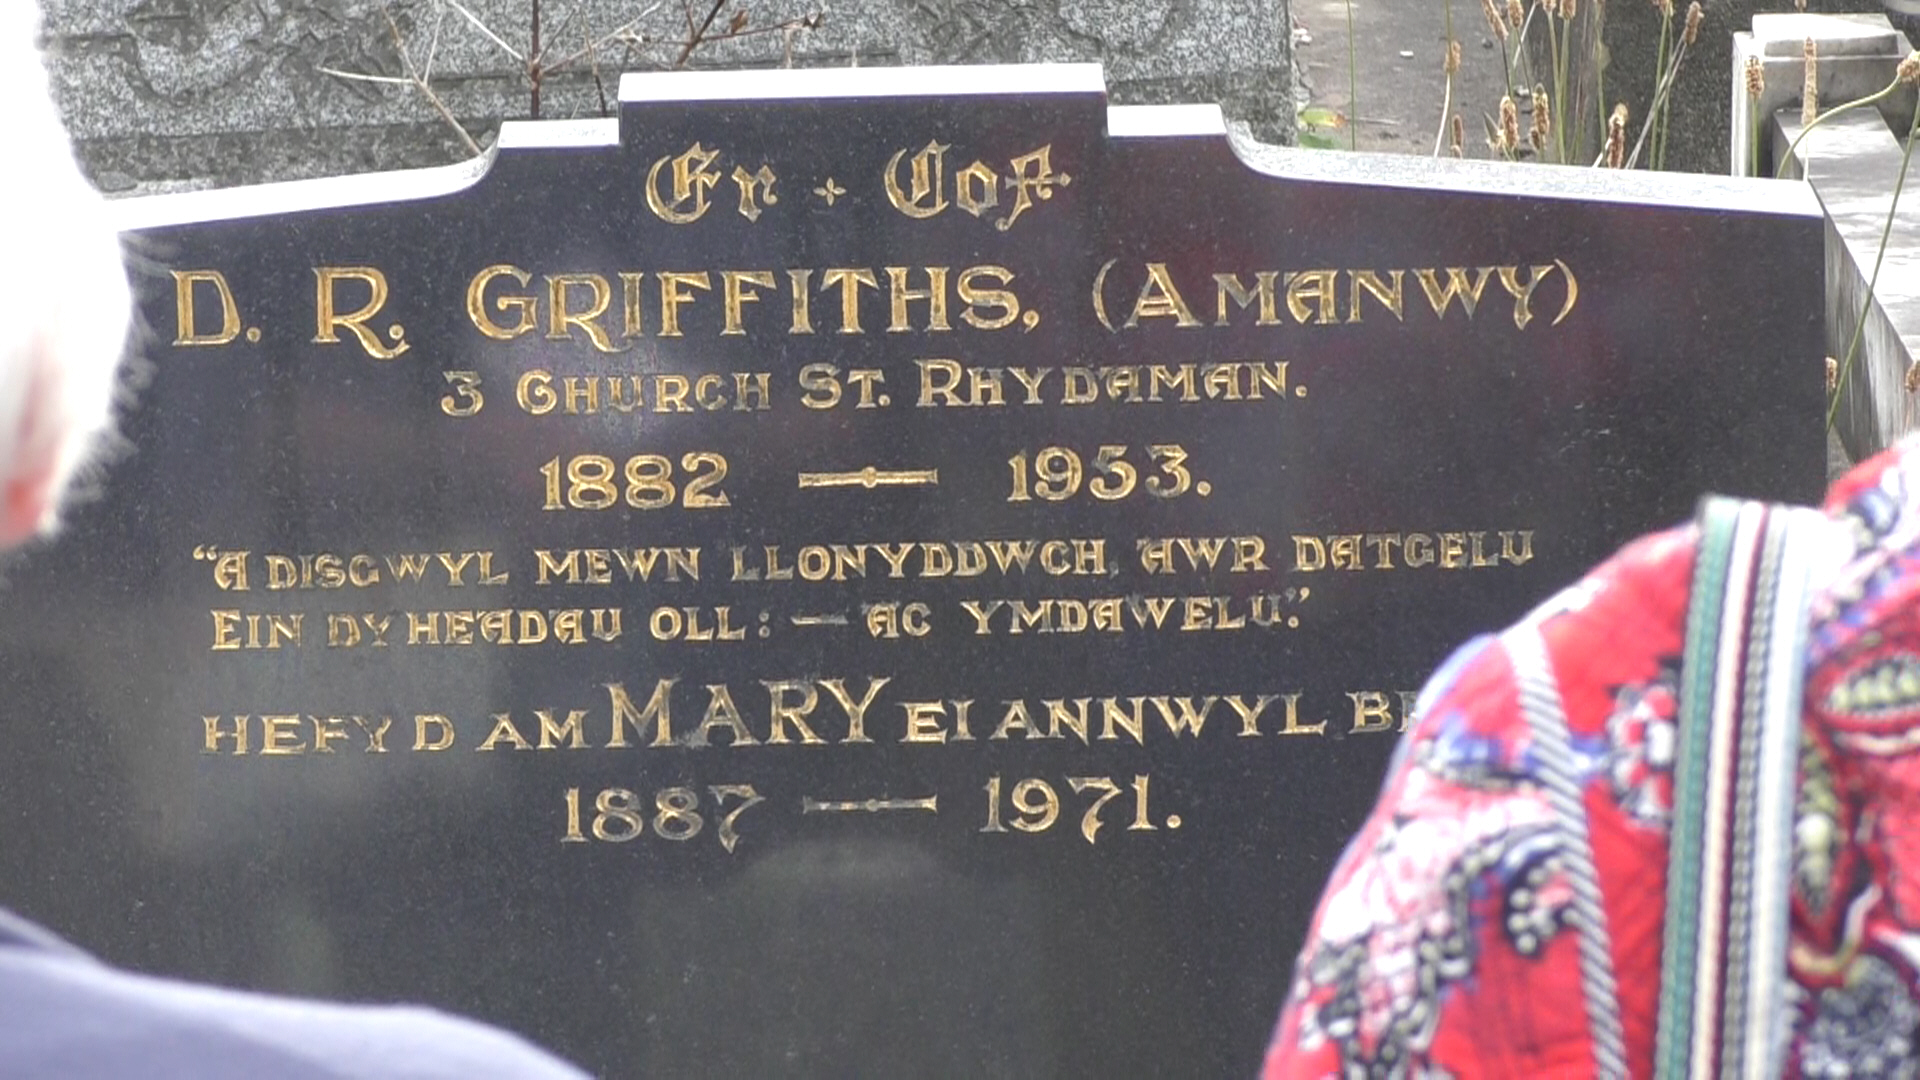 Er Cof
D. R. GRIFFITHS, (AMANWY)
3 CHURCH ST. RHYDAMAN.
1882 — 1953.
"A DISGWYL MEWN LLONYDDWCH, AWR DATGELU
EIN DYHEADAU OLL: — AC YMDAWELU."
HEFYD AM MARY EI ANNWYL
1887 — 1971.